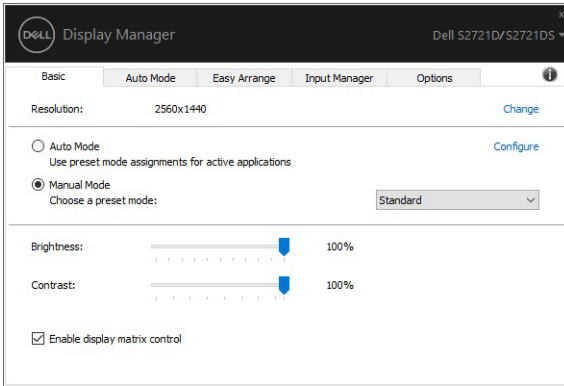 DELL Display Manager
Dell S2721D/S2721DS
Basic Auto Mode Easy Arrange Input Manager Options
Resolution: 2560x1440 Change
Auto Mode Configure
Use preset mode assignments for active applications
Manual Mode
Choose a preset mode: Standard
Brightness: 100%
Contrast: 100%
Enable display matrix control